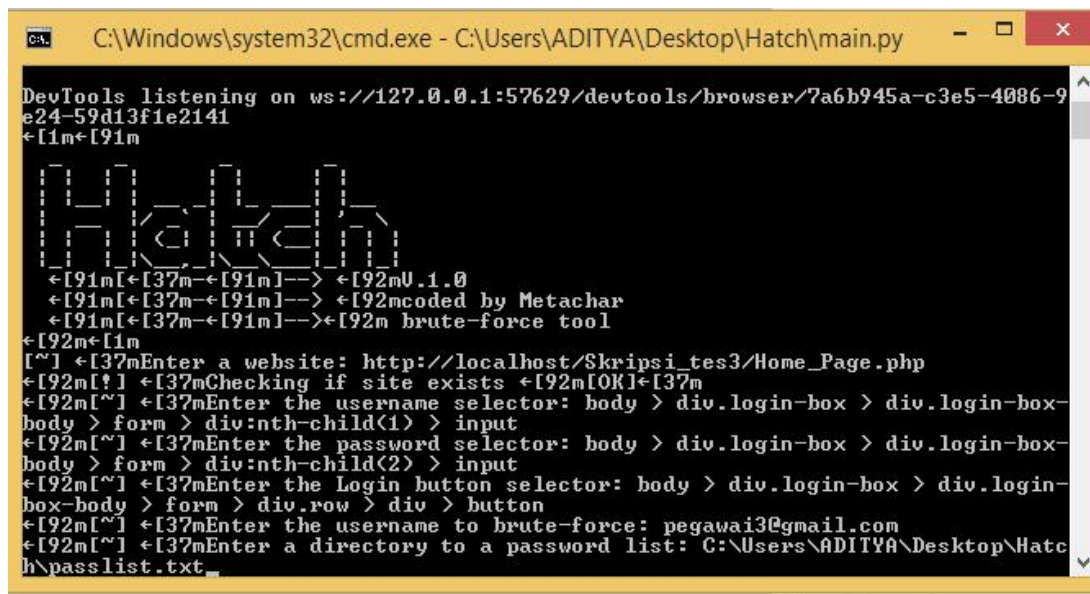 C:\Windows\system32\cmd.exe - C:\Users\ADITYA\Desktop\Hatch\main.py
DevTools listening on ws://127.0.0.1:57629/devtools/browser/7a6b945a-c3e5-4086-9
e24-59d13f1e2141
←[1m←[91m
Hatch
←[91m[←[37m-←[91m]--> ←[92mV.1.0
←[91m[←[37m-←[91m]--> ←[92mcoded by Metachar
←[91m[←[37m-←[91m]-->←[92m brute-force tool
←[92m←[1m
[~] ←[37mEnter a website: http://localhost/Skripsi_tes3/Home_Page.php
←[92m[!] ←[37mChecking if site exists ←[92m[OK]←[37m
←[92m[~] ←[37mEnter the username selector: body > div.login-box > div.login-box-
body > form > div:nth-child(1) > input
←[92m[~] ←[37mEnter the password selector: body > div.login-box > div.login-box-
body > form > div:nth-child(2) > input
←[92m[~] ←[37mEnter the Login button selector: body > div.login-box > div.login-
box-body > form > div.row > div > button
←[92m[~] ←[37mEnter the username to brute-force: pegawai3@gmail.com
←[92m[~] ←[37mEnter a directory to a password list: C:\Users\ADITYA\Desktop\Hatc
h\passlist.txt_